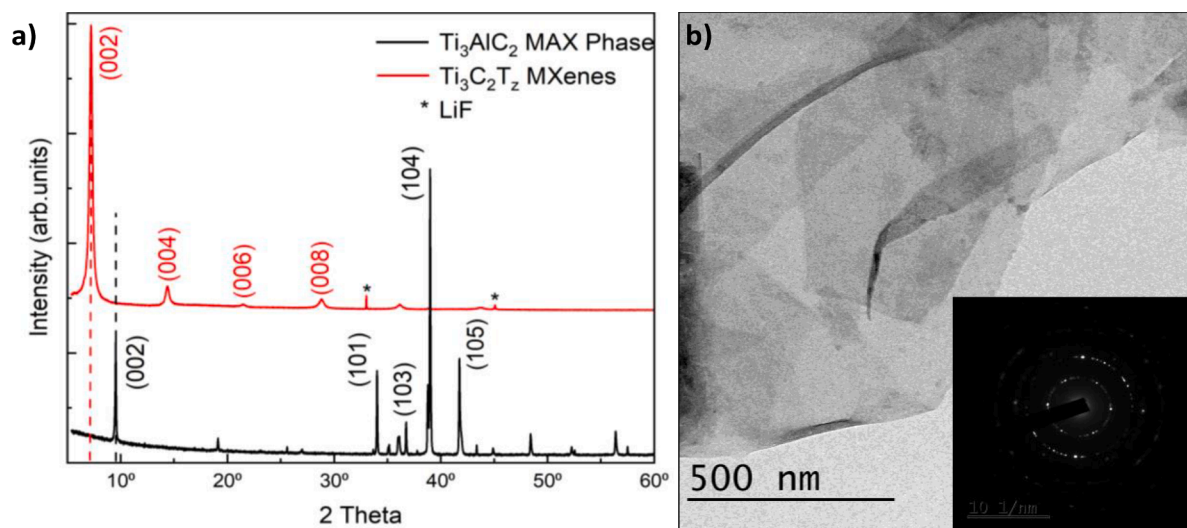 a)
Ti₃AlC₂ MAX Phase
Ti₃C₂T_z MXenes
* LiF
(002)
(004)
(006)
(008)
*
*
(002)
(101)
(103)
(104)
(105)
Intensity (arb.units)
10º 20º 30º 40º 50º 60º
2 Theta
b)
500 nm
10 1/nm